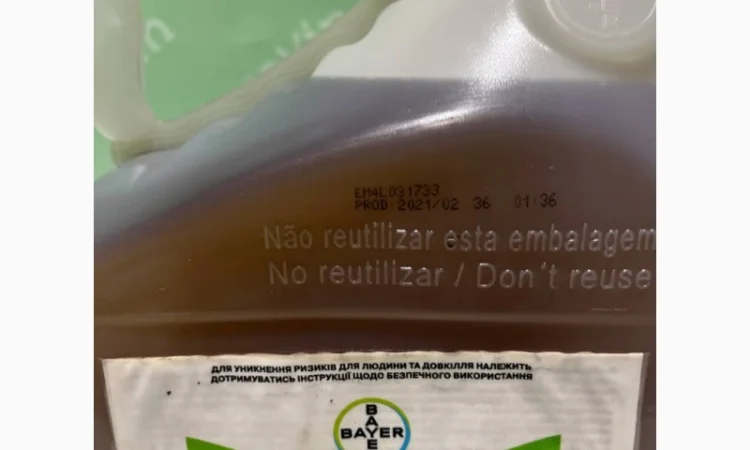 EM4L031733
PROD 2021/02 36 01:36
Não reutilizar esta embalagem
No reutilizar / Don´t reuse
ДЛЯ УНИКНЕННЯ РИЗИКІВ ДЛЯ ЛЮДИНИ ТА ДОВКІЛЛЯ НАЛЕЖИТЬ
ДОТРИМУВАТИСЬ ІНСТРУКЦІЇ ЩОДО БЕЗПЕЧНОГО ВИКОРИСТАННЯ
BAYER